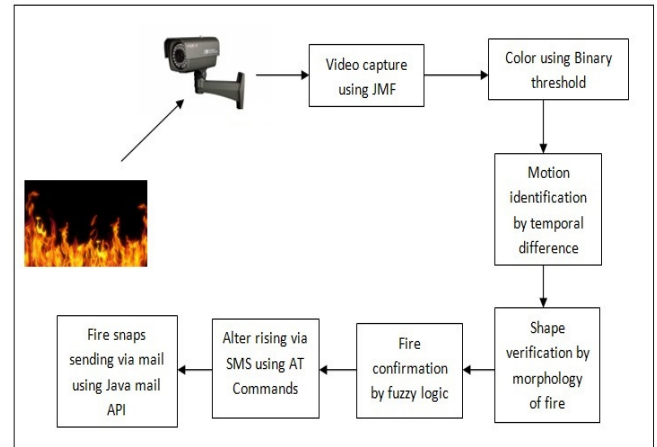 Video capture
using JMF
Color using Binary
threshold
Motion
identification
by temporal
difference
Shape
verification by
morphology
of fire
Fire
confirmation
by fuzzy logic
Alter rising via
SMS using AT
Commands
Fire snaps
sending via mail
using Java mail
API